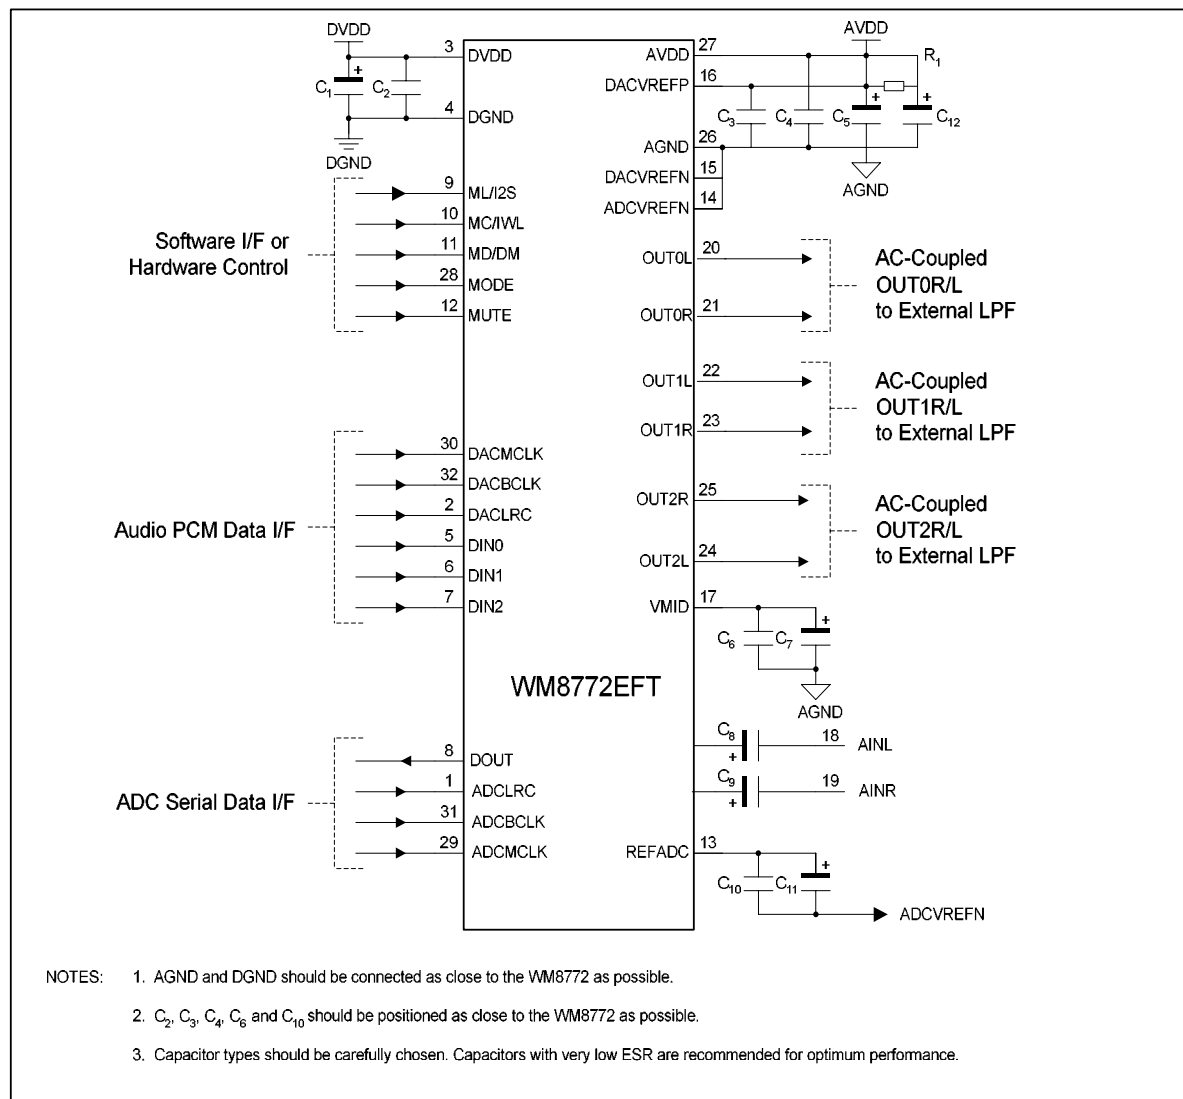 DVDD
3
DVDD
C1
+
C2
4
DGND
DGND
9
ML/I2S
10
MC/IWL
11
MD/DM
28
MODE
12
MUTE
Software I/F or
Hardware Control
30
DACMCLK
32
DACBCLK
2
DACLRC
5
DIN0
6
DIN1
7
DIN2
Audio PCM Data I/F
8
DOUT
1
ADCLRC
31
ADCBCLK
29
ADCMCLK
ADC Serial Data I/F
WM8772EFT
AVDD
AVDD
27
R1
DACVREFP
16
C3
C4
C5
+
+
C12
AGND
26
DACVREFN
15
ADCVREFN
14
AGND
OUT0L
20
OUT0R
21
AC-Coupled
OUT0R/L
to External LPF
OUT1L
22
OUT1R
23
AC-Coupled
OUT1R/L
to External LPF
OUT2R
25
OUT2L
24
AC-Coupled
OUT2R/L
to External LPF
VMID
17
C6
C7
+
AGND
C8
+
18
AINL
C9
+
19
AINR
REFADC
13
C10
C11
+
ADCVREFN
NOTES: 1. AGND and DGND should be connected as close to the WM8772 as possible.
2. C2, C3, C4, C6 and C10 should be positioned as close to the WM8772 as possible.
3. Capacitor types should be carefully chosen. Capacitors with very low ESR are recommended for optimum performance.